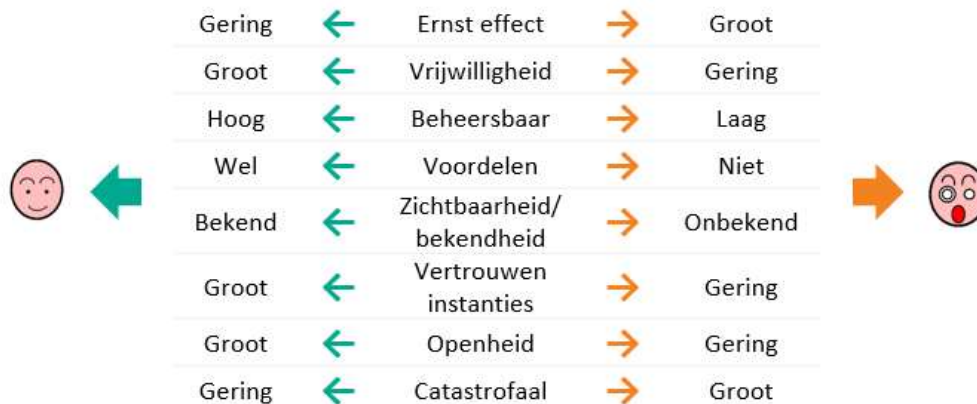 Gering ← Ernst effect → Groot
Groot ← Vrijwilligheid → Gering
Hoog ← Beheersbaar → Laag
Wel ← Voordelen → Niet
Bekend ← Zichtbaarheid/
bekendheid → Onbekend
Groot ← Vertrouwen
instanties → Gering
Groot ← Openheid → Gering
Gering ← Catastrofaal → Groot